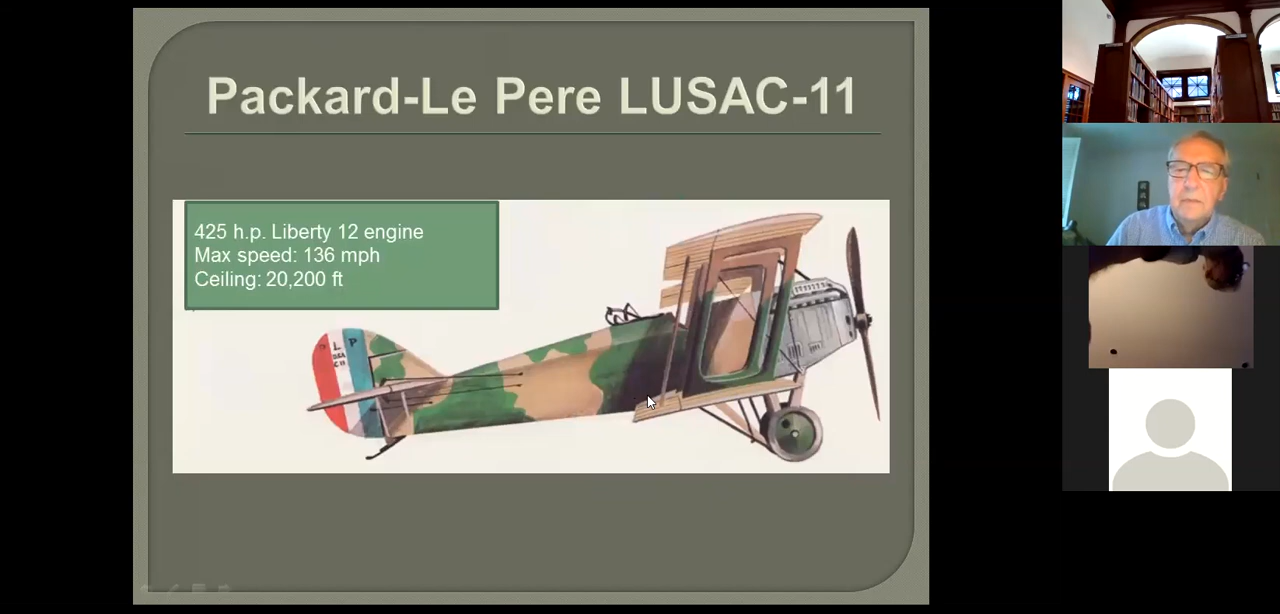 Packard-Le Pere LUSAC-11
425 h.p. Liberty 12 engine
Max speed: 136 mph
Ceiling: 20,200 ft
L P